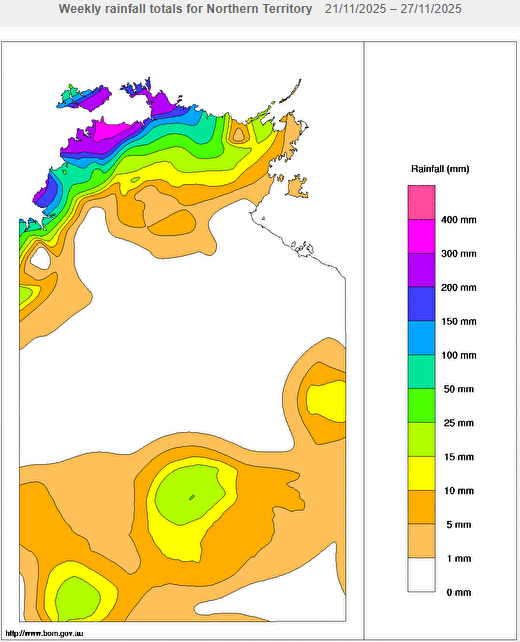 Weekly rainfall totals for Northern Territory 21/11/2025 – 27/11/2025
Rainfall (mm)
400 mm
300 mm
200 mm
150 mm
100 mm
50 mm
25 mm
15 mm
10 mm
5 mm
1 mm
0 mm
http://www.bom.gov.au